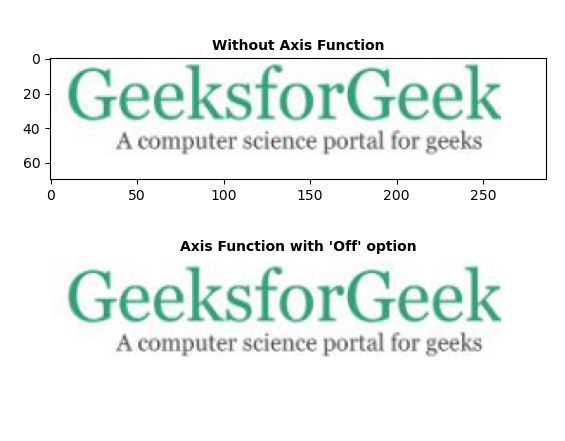 Without Axis Function
0
20
40
60
GeeksforGeek
A computer science portal for geeks
0 50 100 150 200 250
Axis Function with 'Off' option
GeeksforGeek
A computer science portal for geeks